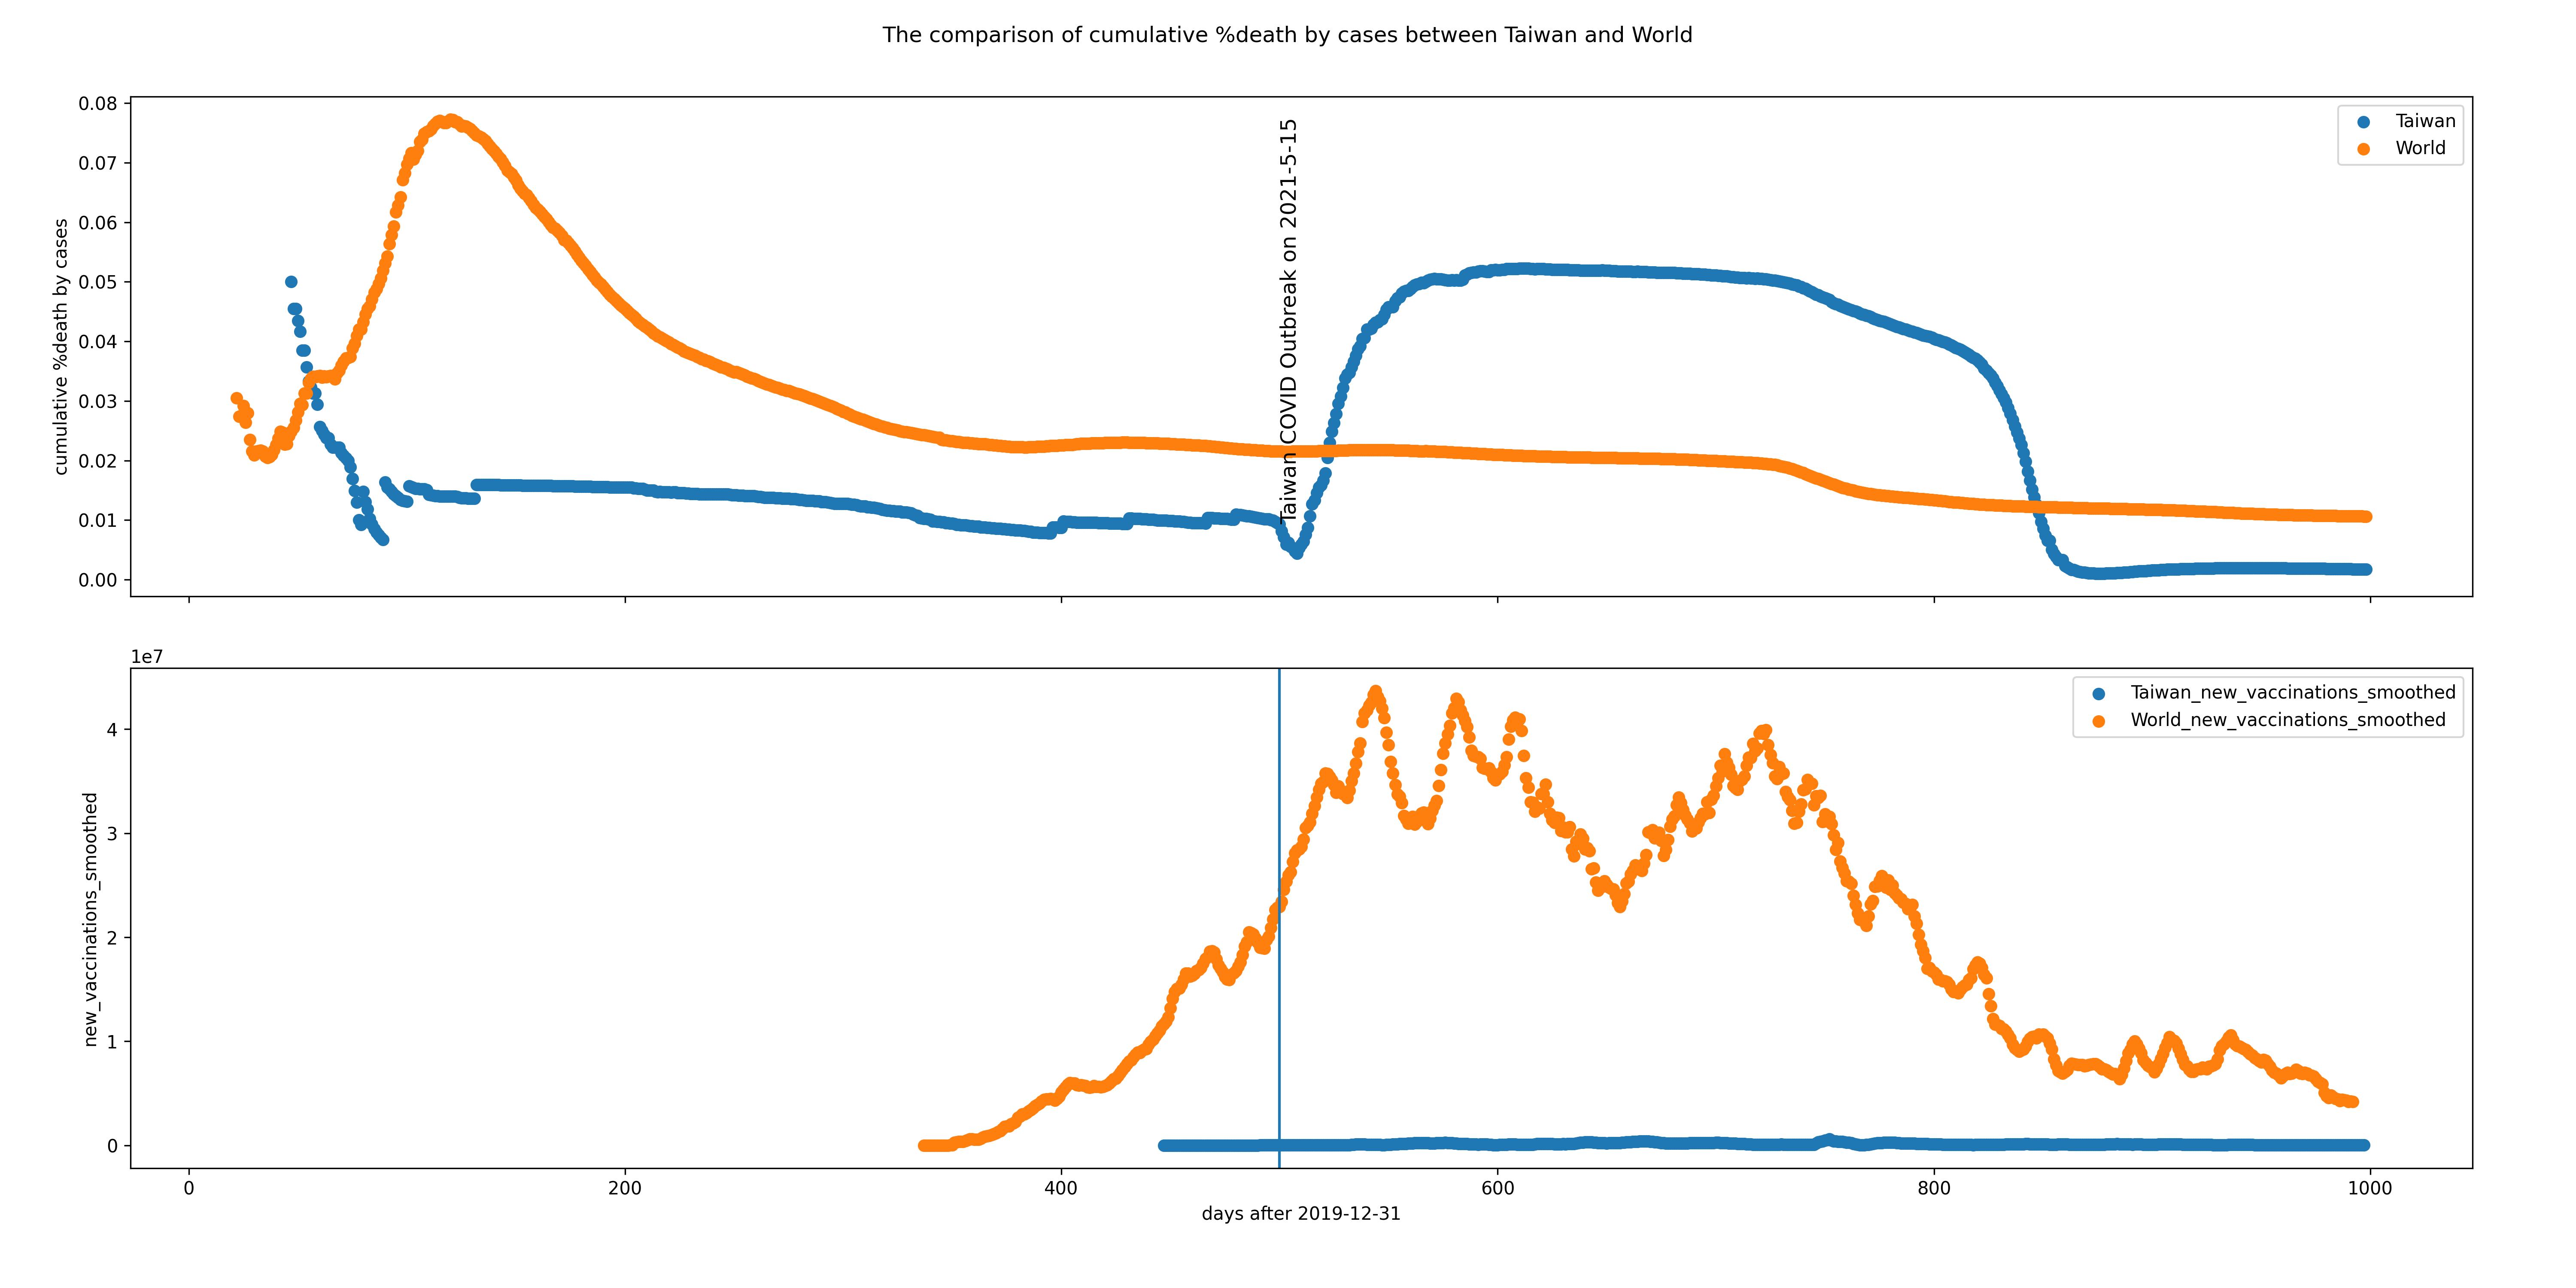 The comparison of cumulative %death by cases between Taiwan and World
0.08
0.07
0.06
0.05
0.04
0.03
0.02
0.01
0.00
cumulative %death by cases
Taiwan COVID Outbreak on 2021-5-15
Taiwan
World
1e7
4
3
2
1
0
new_vaccinations_smoothed
Taiwan_new_vaccinations_smoothed
World_new_vaccinations_smoothed
0 200 400 600 800 1000
days after 2019-12-31